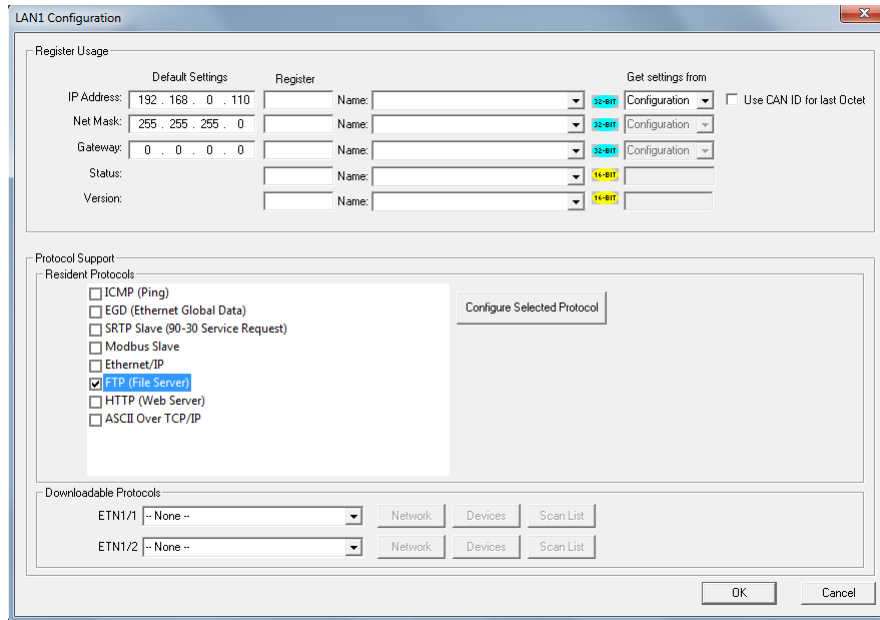 LAN1 Configuration
Register Usage
Default Settings Register Get settings from
IP Address: 192 . 168 . 0 . 110 Name: 32-BIT Configuration Use CAN ID for last Octet
Net Mask: 255 . 255 . 255 . 0 Name: 32-BIT Configuration
Gateway: 0 . 0 . 0 . 0 Name: 32-BIT Configuration
Status: Name: 16-BIT
Version: Name: 16-BIT
Protocol Support
Resident Protocols
ICMP (Ping)
EGD (Ethernet Global Data)
SRTP Slave (90-30 Service Request)
Modbus Slave
Ethernet/IP
FTP (File Server)
HTTP (Web Server)
ASCII Over TCP/IP
Configure Selected Protocol
Downloadable Protocols
ETN1/1 -- None -- Network Devices Scan List
ETN1/2 -- None -- Network Devices Scan List
OK Cancel